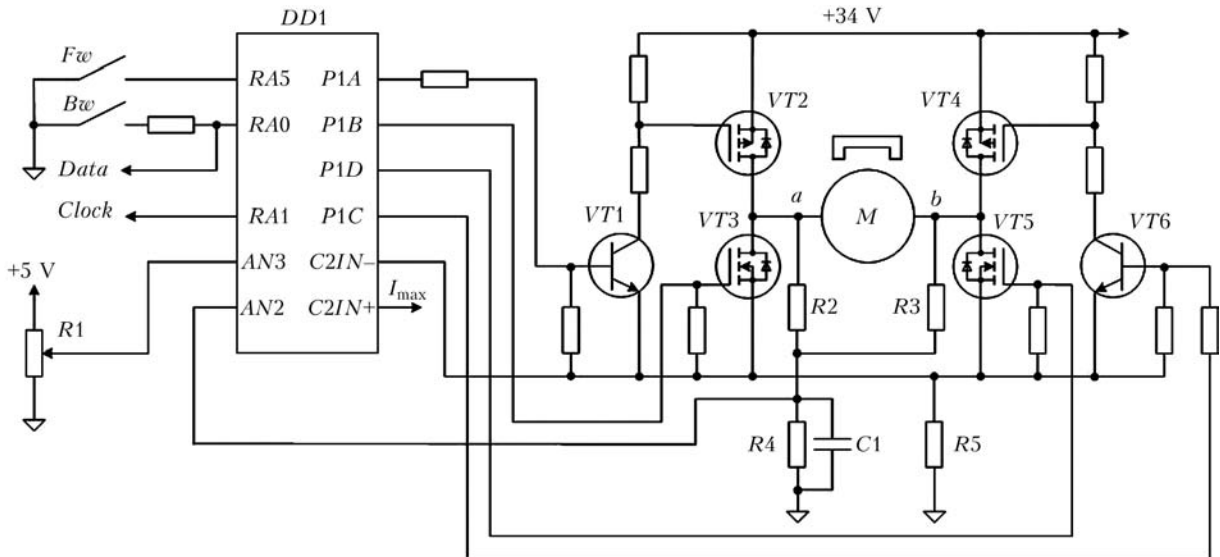 DD1
+34 V
Fw
RA5 P1A
Bw
VT2 VT4
RA0 P1B
Data
P1D
Clock
RA1 P1C
VT1 VT3 a M b VT5 VT6
+5 V
AN3 C2IN–
Imax
AN2 C2IN+
R1
R2 R3
R4 C1 R5